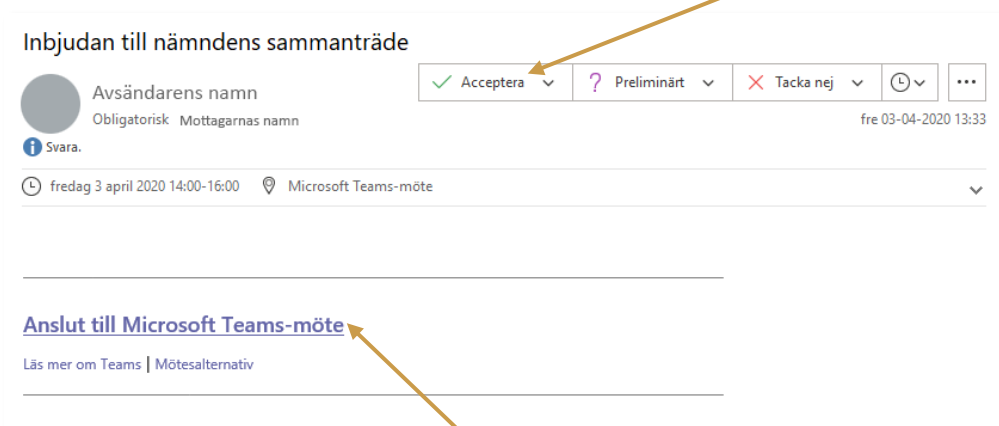 Inbjudan till nämndens sammanträde
Acceptera Preliminärt Tacka nej
Avsändarens namn
Obligatorisk Mottagarnas namn
fre 03-04-2020 13:33
Svara.
fredag 3 april 2020 14:00-16:00 Microsoft Teams-möte
Anslut till Microsoft Teams-möte
Läs mer om Teams | Mötesalternativ